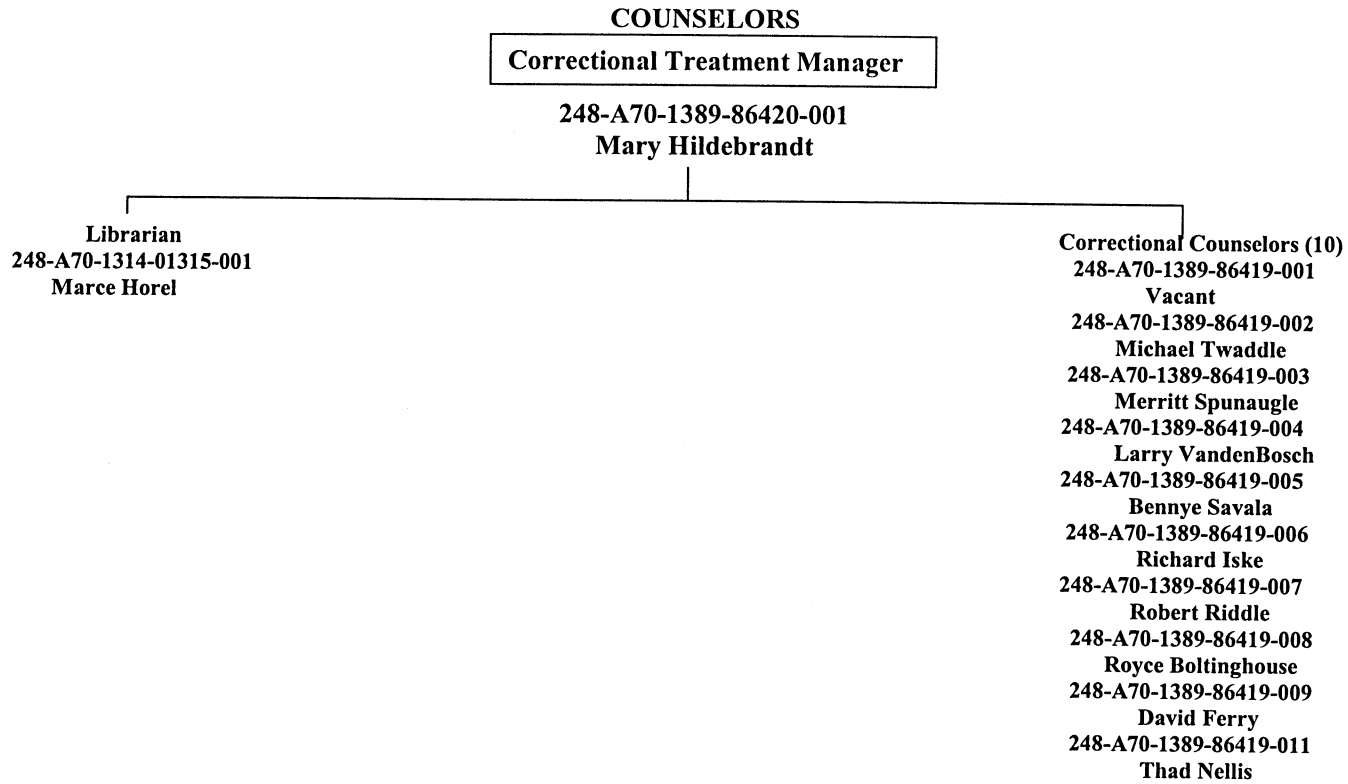 COUNSELORS
Correctional Treatment Manager
248-A70-1389-86420-001
Mary Hildebrandt
Librarian
248-A70-1314-01315-001
Marce Horel
Correctional Counselors (10)
248-A70-1389-86419-001
Vacant
248-A70-1389-86419-002
Michael Twaddle
248-A70-1389-86419-003
Merritt Spunaugle
248-A70-1389-86419-004
Larry VandenBosch
248-A70-1389-86419-005
Bennye Savala
248-A70-1389-86419-006
Richard Iske
248-A70-1389-86419-007
Robert Riddle
248-A70-1389-86419-008
Royce Boltinghouse
248-A70-1389-86419-009
David Ferry
248-A70-1389-86419-011
Thad Nellis